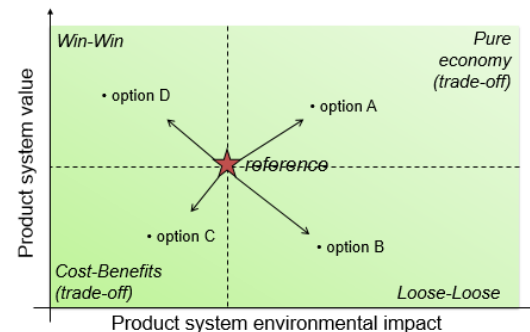 Win-Win
Pure
economy
(trade-off)
• option D
• option A
reference
• option C
• option B
Cost-Benefits
(trade-off)
Loose-Loose
Product system value
Product system environmental impact